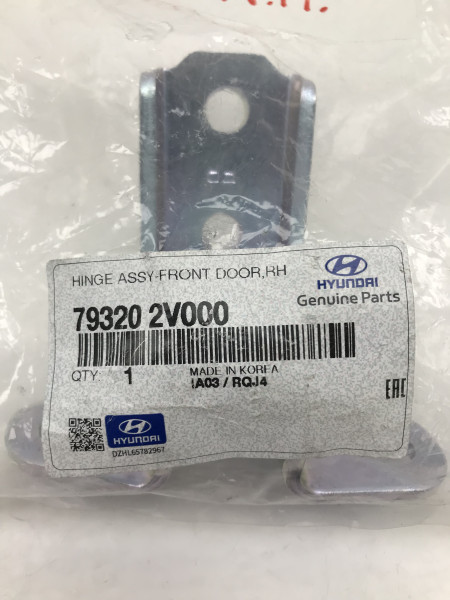 HINGE ASSY-FRONT DOOR,RH
HYUNDAI
Genuine Parts
79320 2V000
QTY. 1
MADE IN KOREA
IA03 / RQJ4
EAC
HYUNDAI
DZHL65782967